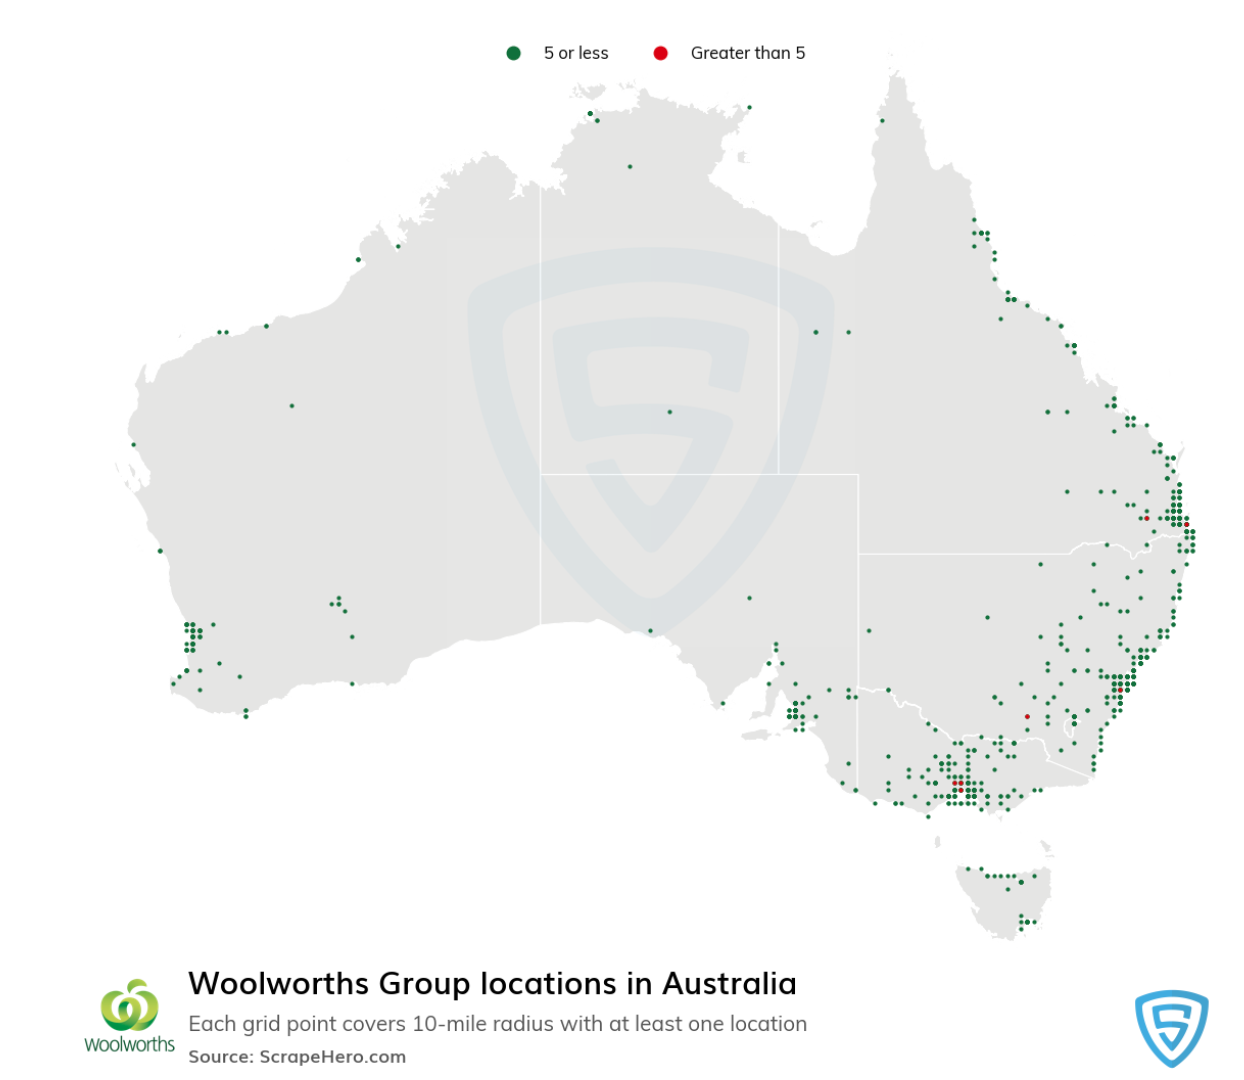 5 or less Greater than 5
Woolworths Group locations in Australia
Each grid point covers 10-mile radius with at least one location
Woolworths
Source: ScrapeHero.com